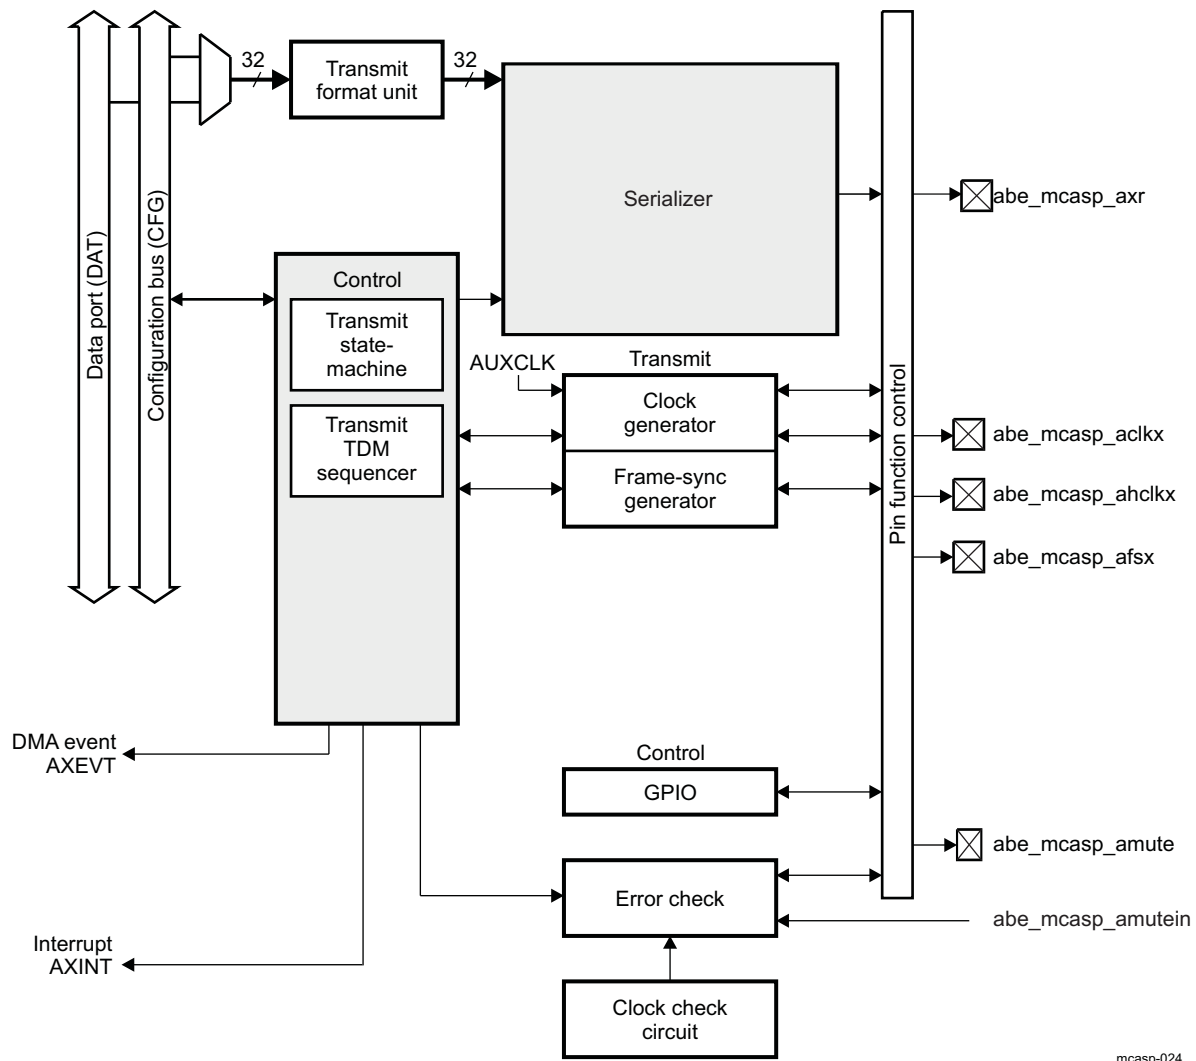 32
32
Transmit
format unit
Serializer
abe_mcasp_axr
Data port (DAT)
Configuration bus (CFG)
Pin function control
Control
Transmit
state-
machine
Transmit
TDM
sequencer
AUXCLK
Transmit
Clock
generator
Frame-sync
generator
abe_mcasp_aclkx
abe_mcasp_ahclkx
abe_mcasp_afsx
DMA event
AXEVT
Control
GPIO
abe_mcasp_amute
Error check
abe_mcasp_amutein
Interrupt
AXINT
Clock check
circuit
mcasp-024